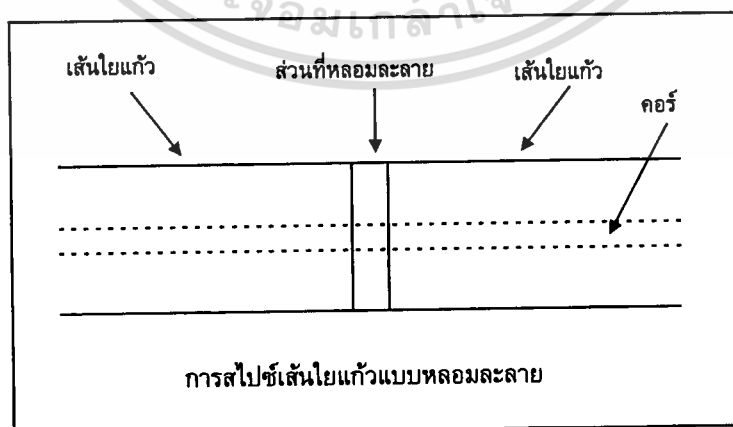 เส้นใยแก้ว ส่วนที่หลอมละลาย เส้นใยแก้ว
คอร์
การสไปซ์เส้นใยแก้วแบบหลอมละลาย